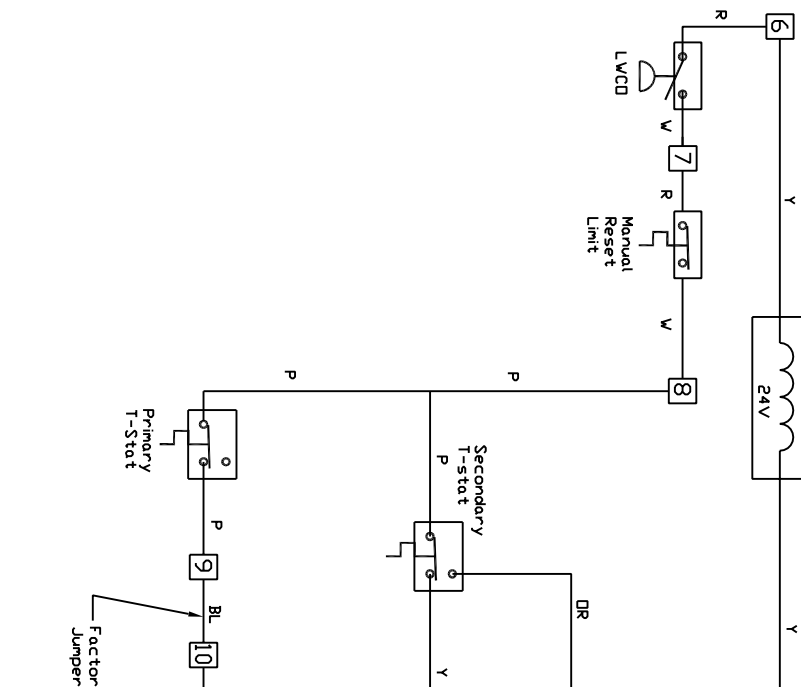 6
R
LWCO
W
7
R
Manual
Reset
Limit
W
Y
24V
8
P
P
Primary
T-Stat
P
Secondary
T-stat
P
9
BL
10
Factor
Jumper
OR
Y
Y